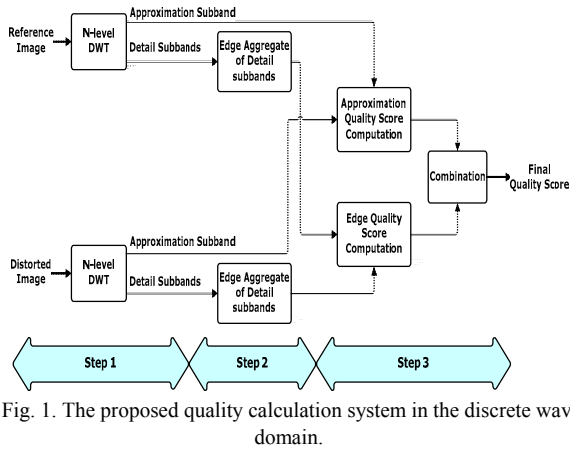 Approximation Subband
Reference
Image
N-level
DWT
Detail Subbands
Edge Aggregate
of Detail
subbands
Approximation
Quality Score
Computation
Combination
Final
Quality Score
Edge Quality
Score
Computation
Approximation Subband
Distorted
Image
N-level
DWT
Detail Subbands
Edge Aggregate
of Detail
subbands
Step 1
Step 2
Step 3
Fig. 1. The proposed quality calculation system in the discrete wav
domain.